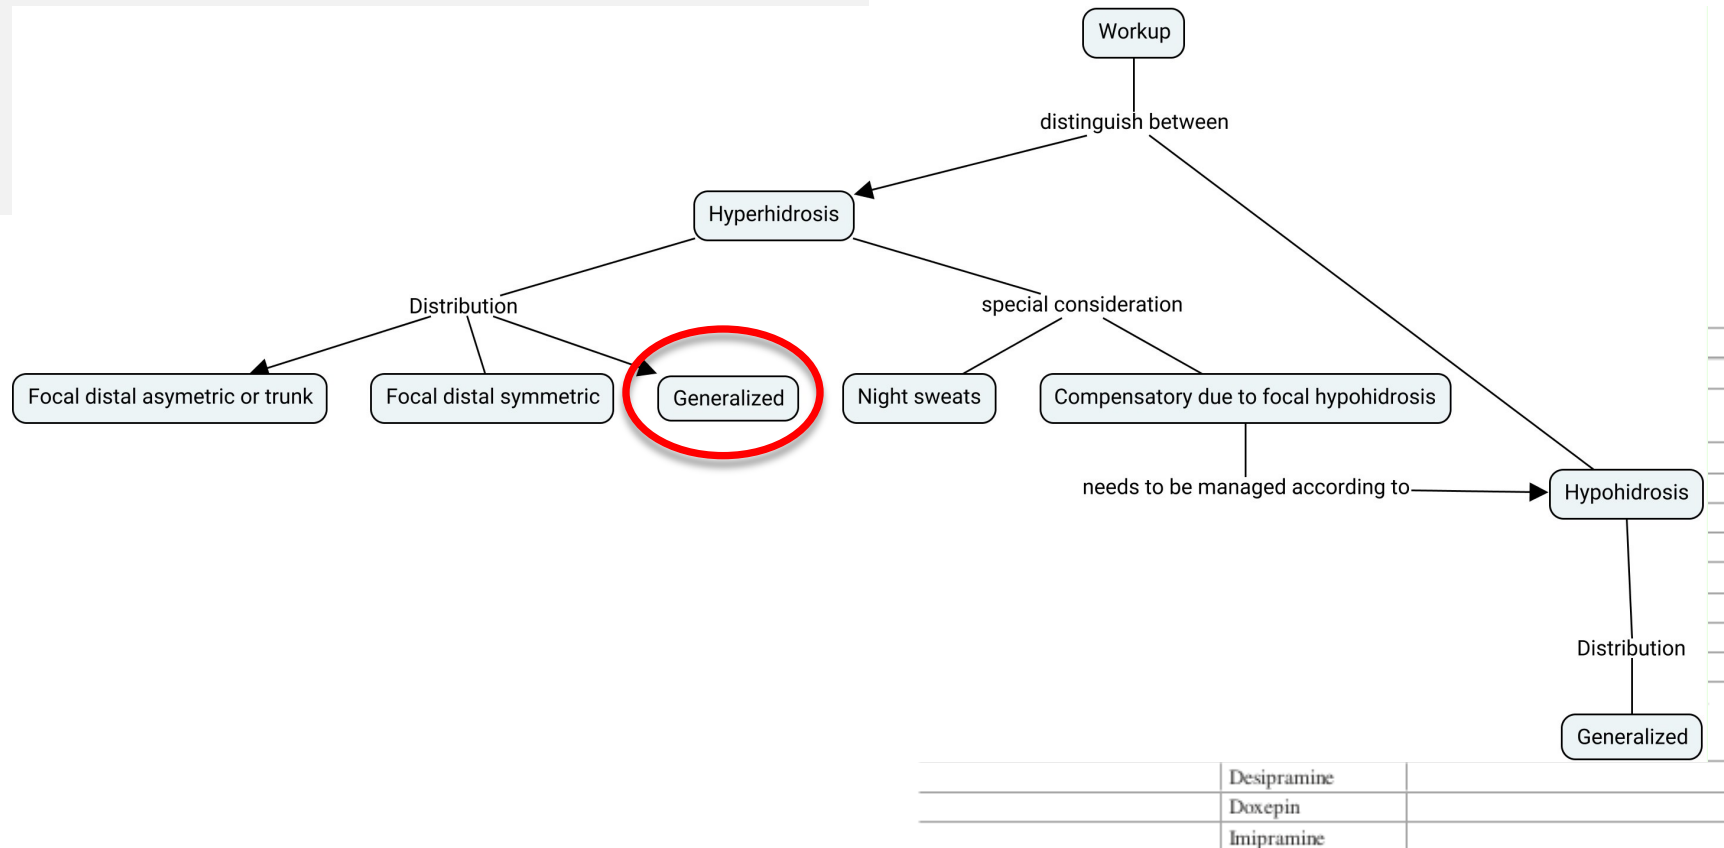 Workup
distinguish between
Hyperhidrosis
Distribution
special consideration
Focal distal asymetric or trunk
Focal distal symmetric
Generalized
Night sweats
Compensatory due to focal hypohidrosis
needs to be managed according to
Hypohidrosis
Distribution
Generalized
Desipramine
Doxepin
Imipramine